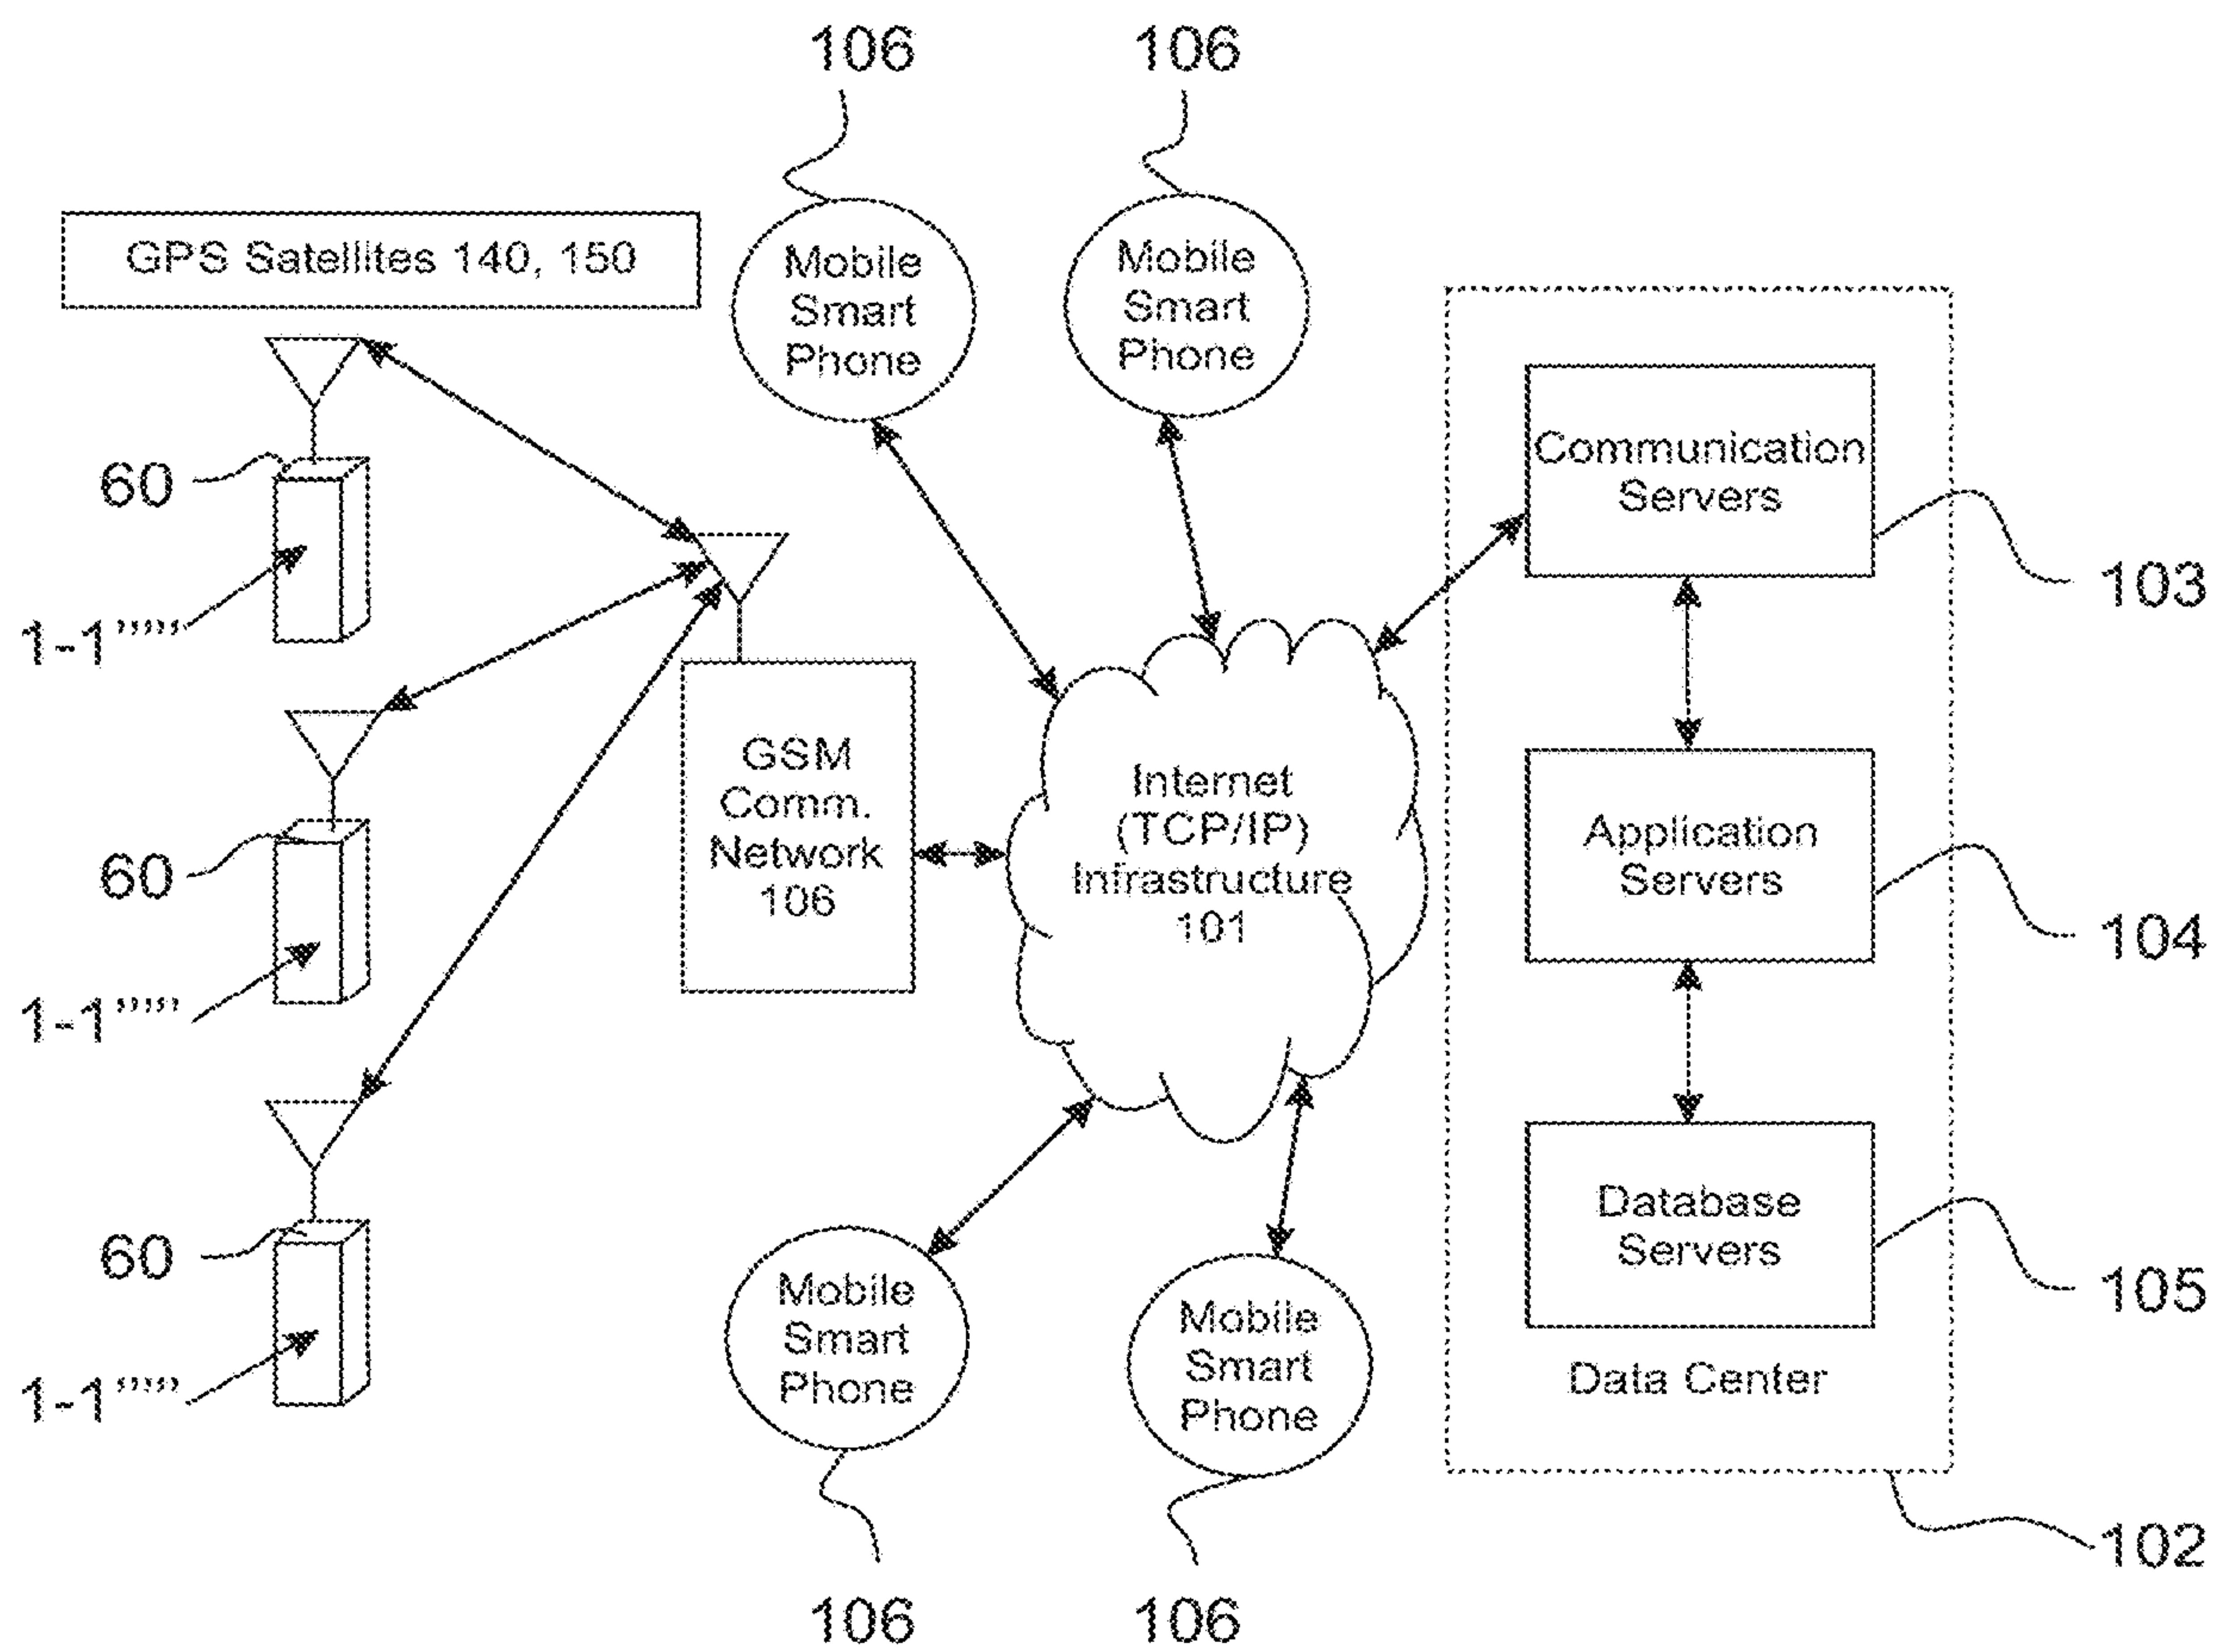 106
106
GPS Satellites 140, 150
Mobile
Smart
Phone
Mobile
Smart
Phone
60
1-1’’’’’’
Communication
Servers
103
GSM
Comm.
Network
106
Internet
(TCP/IP)
Infrastructure
101
Application
Servers
104
60
1-1’’’’’’
60
1-1’’’’’’
Mobile
Smart
Phone
Mobile
Smart
Phone
Database
Servers
105
Data Center
102
106
106